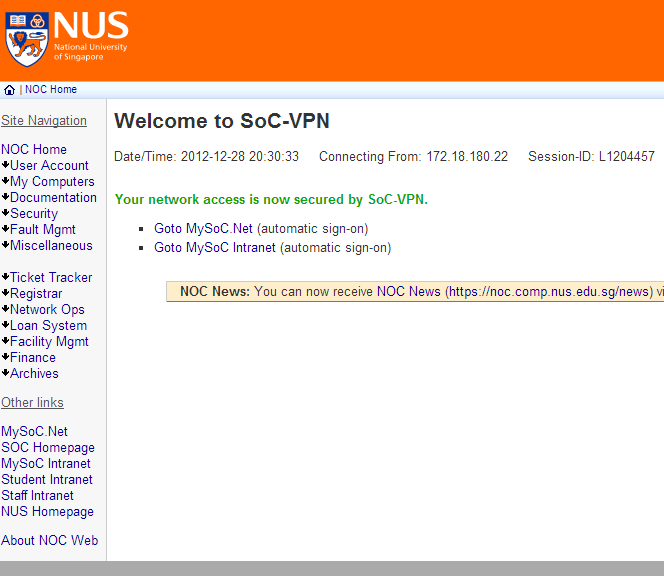 NUS
National University
of Singapore
| NOC Home
Site Navigation
NOC Home
User Account
My Computers
Documentation
Security
Fault Mgmt
Miscellaneous
Ticket Tracker
Registrar
Network Ops
Loan System
Facility Mgmt
Finance
Archives
Other links
MySoC.Net
SOC Homepage
MySoC Intranet
Student Intranet
Staff Intranet
NUS Homepage
About NOC Web
Welcome to SoC-VPN
Date/Time: 2012-12-28 20:30:33 Connecting From: 172.18.180.22 Session-ID: L1204457
Your network access is now secured by SoC-VPN.
Goto MySoC.Net (automatic sign-on)
Goto MySoC Intranet (automatic sign-on)
NOC News: You can now receive NOC News (https://noc.comp.nus.edu.sg/news) vi